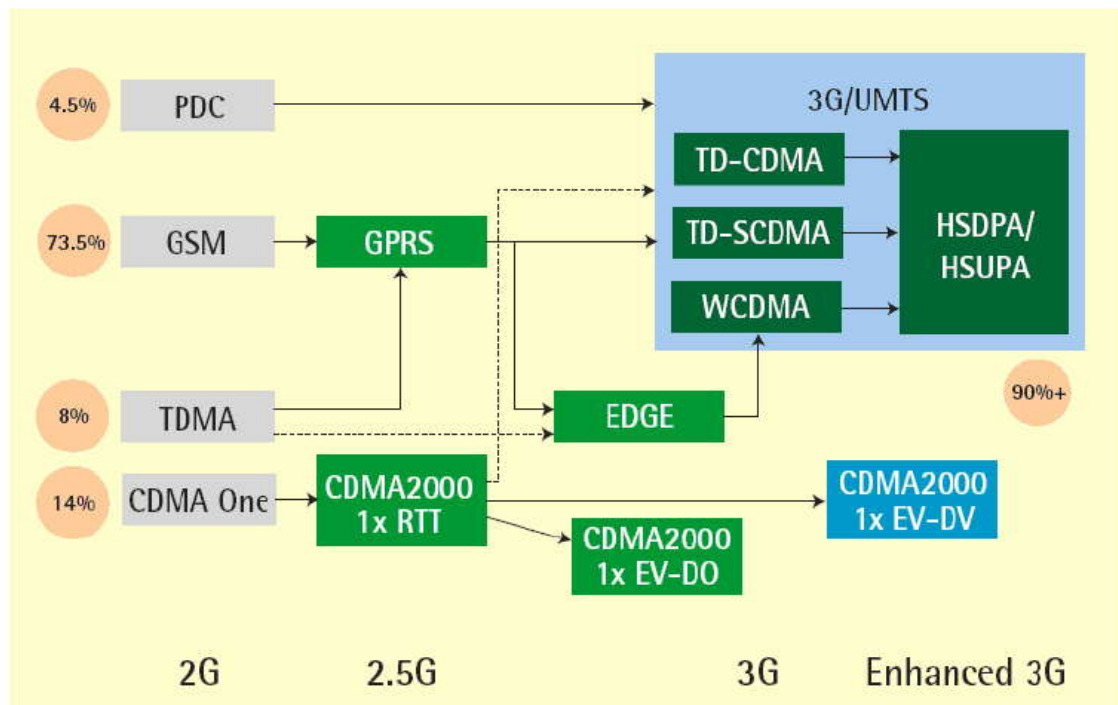 4.5%
PDC
3G/UMTS
TD-CDMA
73.5%
GSM
GPRS
TD-SCDMA
HSDPA/
HSUPA
WCDMA
90%+
8%
TDMA
EDGE
14%
CDMA One
CDMA2000
1x RTT
CDMA2000
1x EV-DV
CDMA2000
1x EV-DO
2G
2.5G
3G
Enhanced 3G